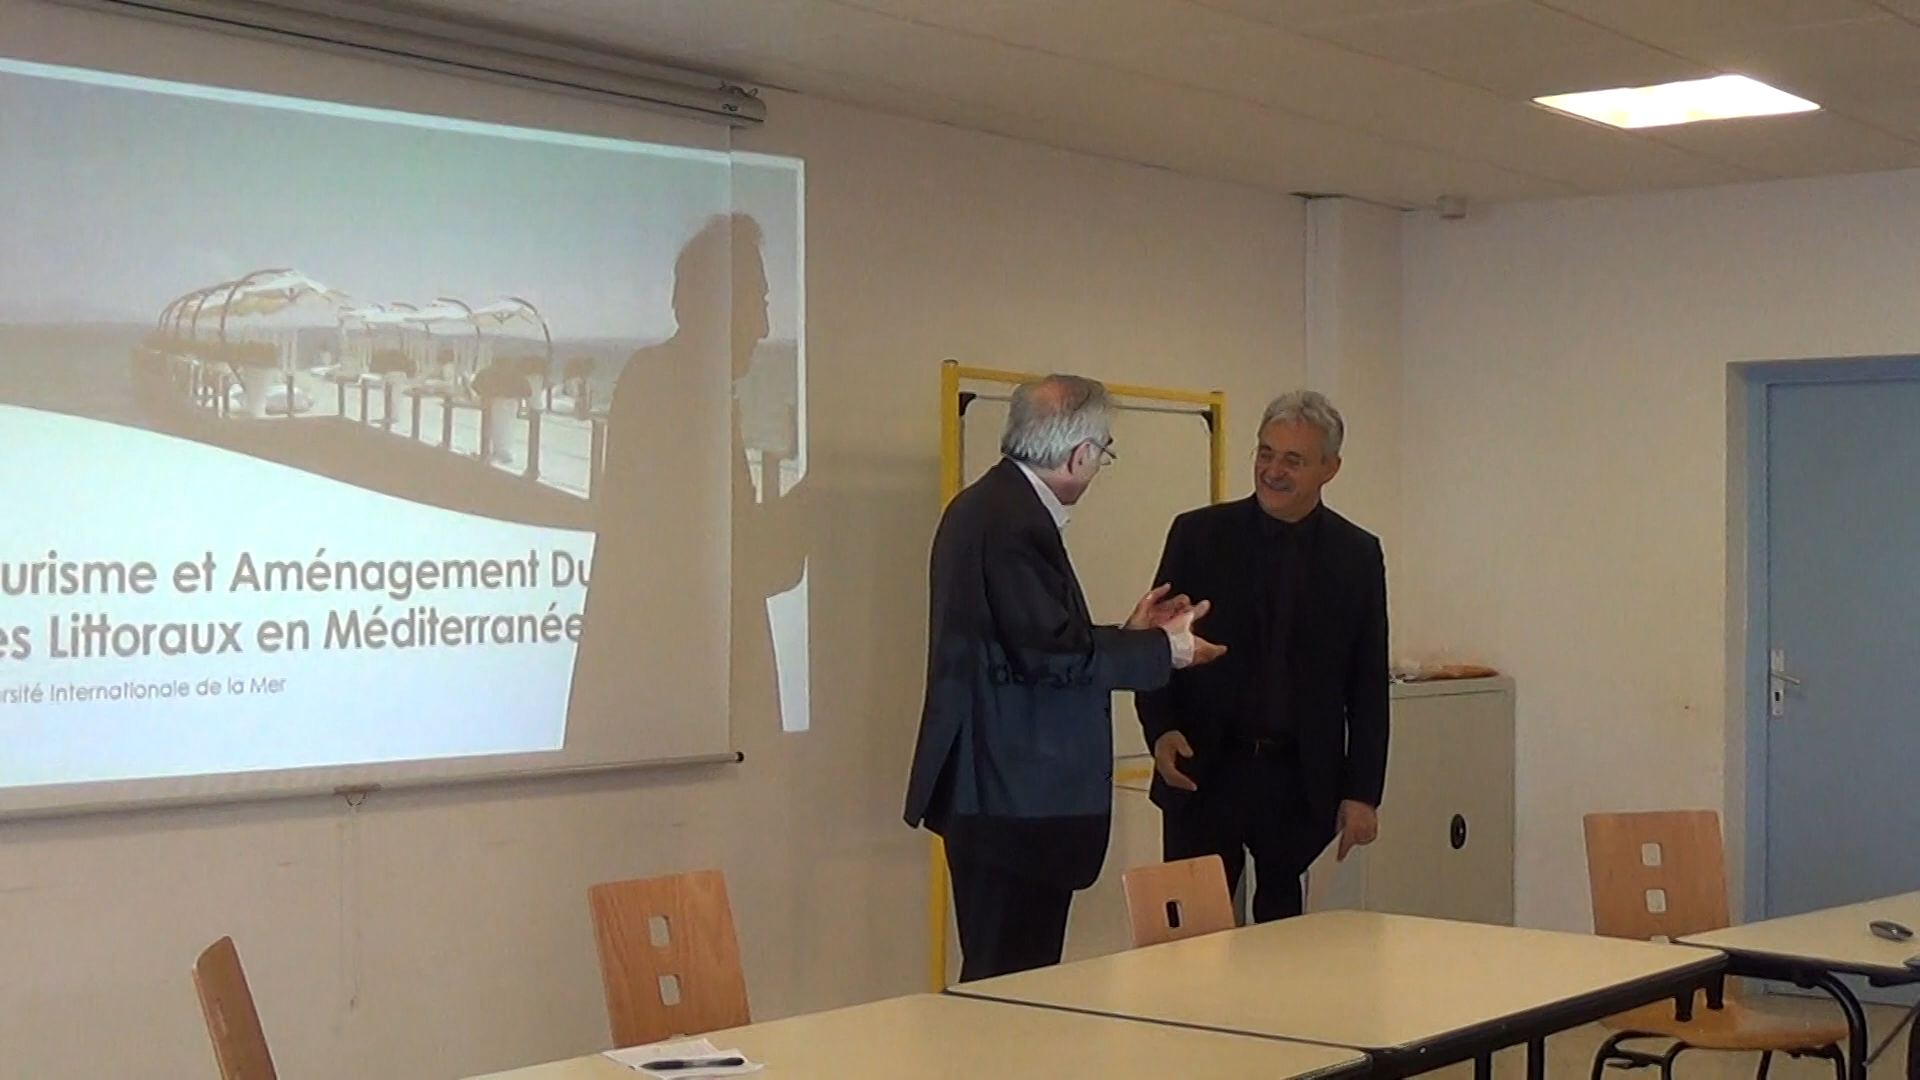 urisme et Aménagement Du
es Littoraux en Méditerranée
rsité Internationale de la Mer